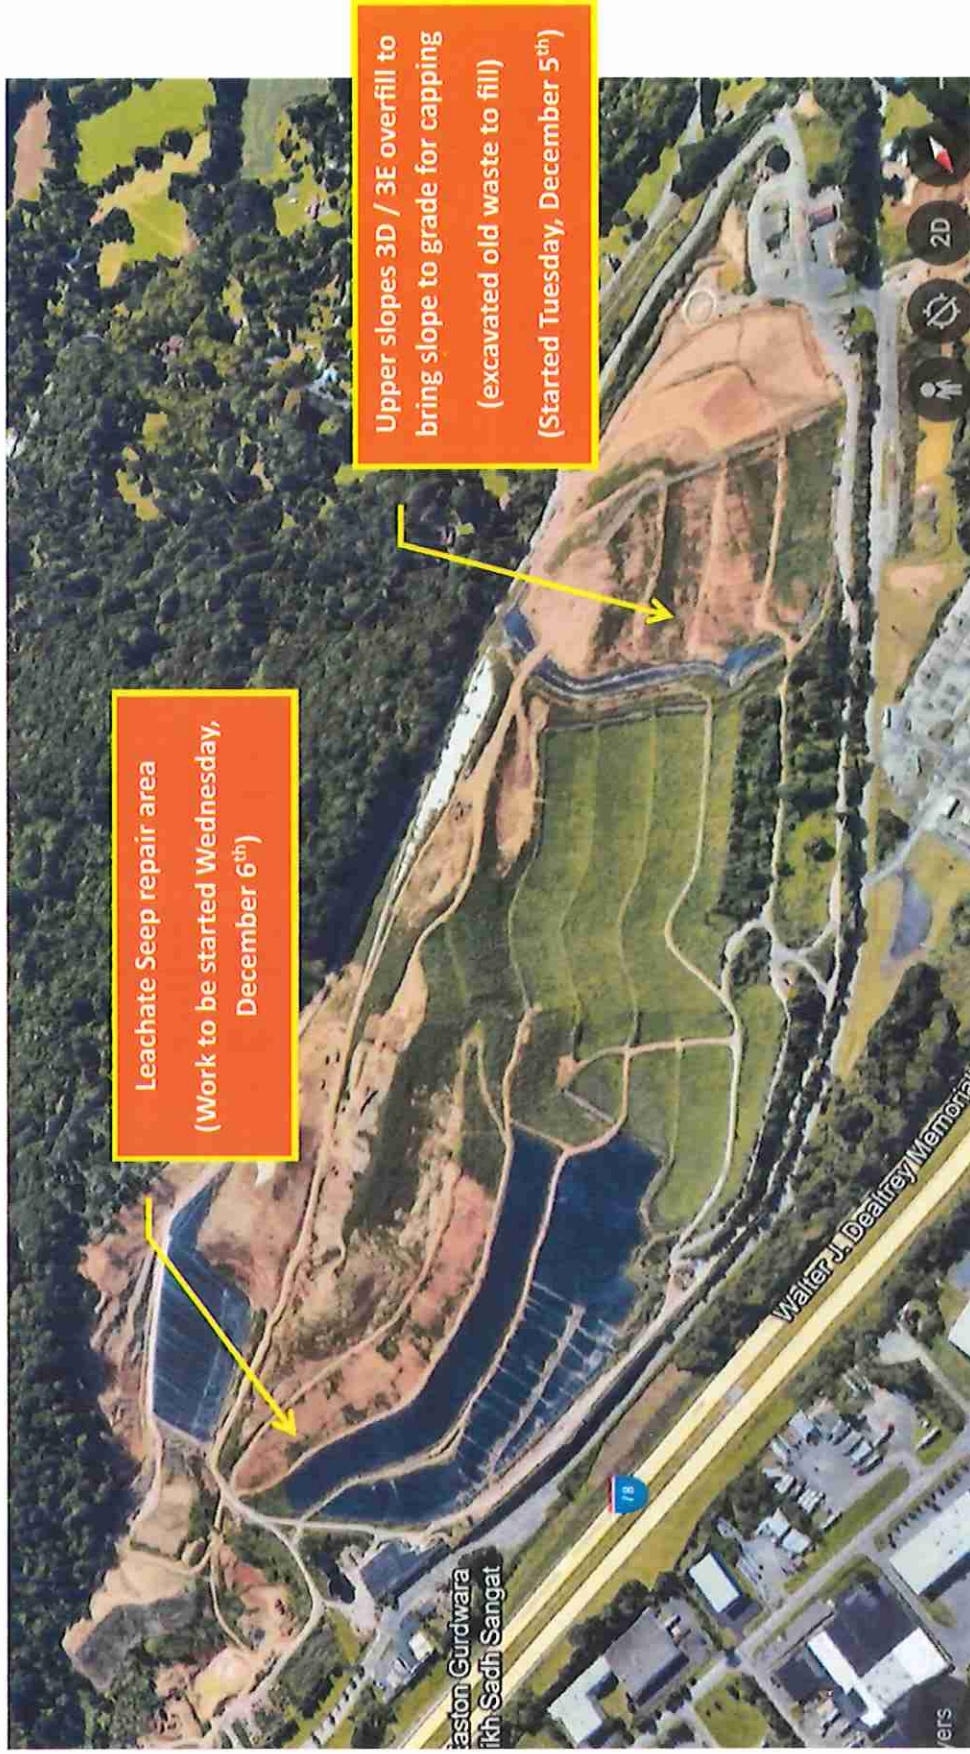 Leachate Seep repair area
(Work to be started Wednesday,
December 6th)
Upper slopes 3D / 3E overfill to
bring slope to grade for capping
(excavated old waste to fill)
(Started Tuesday, December 5th)
Walter J. Dealtrey Memorial
78
Gurdwara
Sadh Sangat
2D